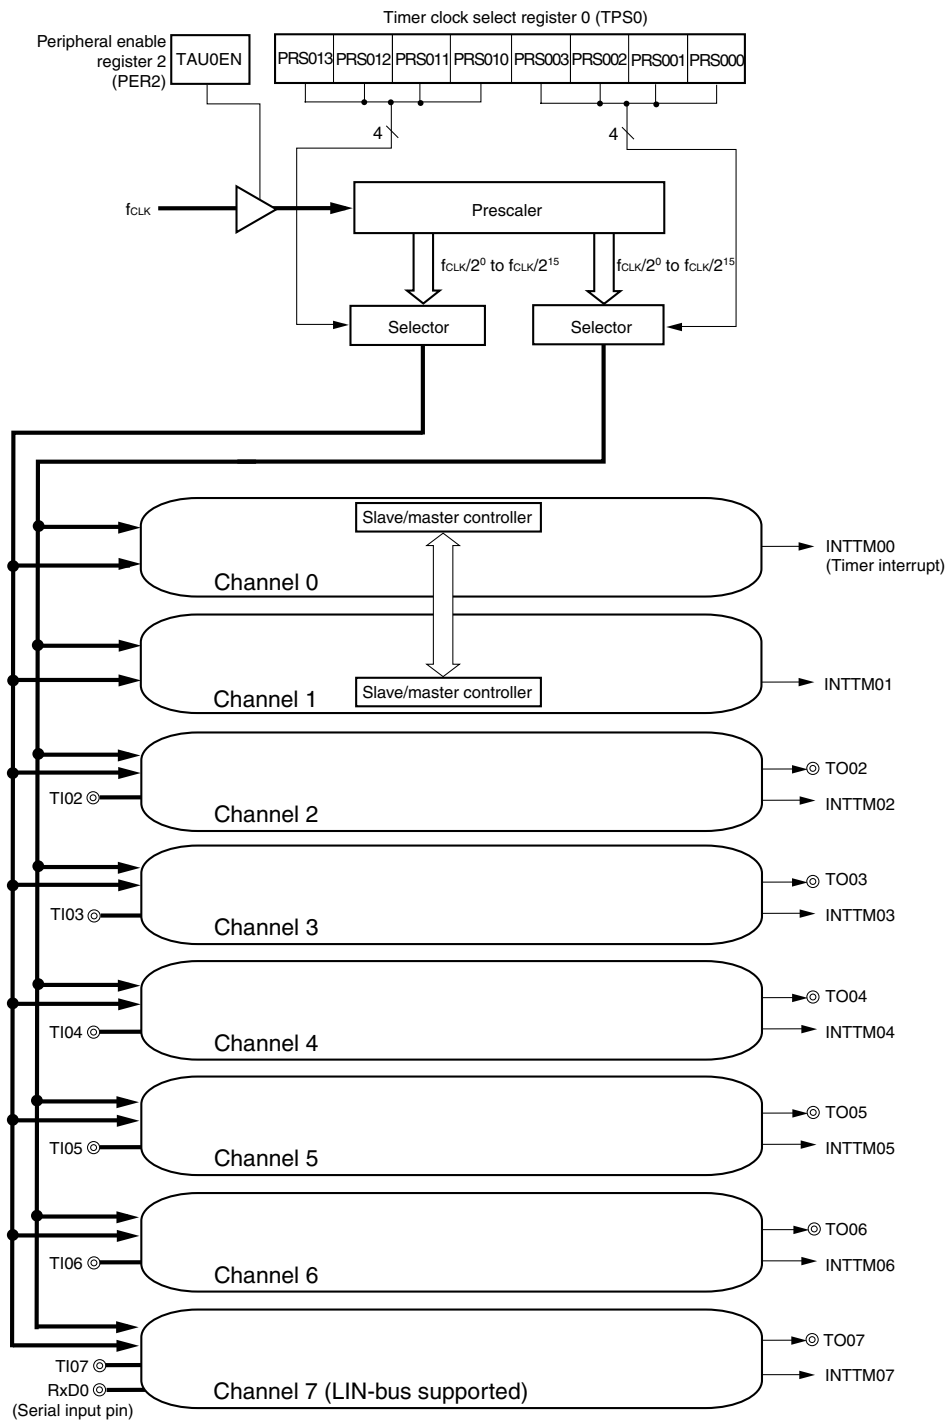 Timer clock select register 0 (TPS0)
Peripheral enable
register 2
(PER2)
TAU0EN
PRS013 PRS012 PRS011 PRS010 PRS003 PRS002 PRS001 PRS000
4
4
fCLK
Prescaler
fCLK/2⁰ to fCLK/2¹⁵
fCLK/2⁰ to fCLK/2¹⁵
Selector
Selector
Slave/master controller
Channel 0
INTTM00
(Timer interrupt)
Channel 1
Slave/master controller
INTTM01
TI02
Channel 2
TO02
INTTM02
TI03
Channel 3
TO03
INTTM03
TI04
Channel 4
TO04
INTTM04
TI05
Channel 5
TO05
INTTM05
TI06
Channel 6
TO06
INTTM06
TI07
RxD0
(Serial input pin)
Channel 7 (LIN-bus supported)
TO07
INTTM07